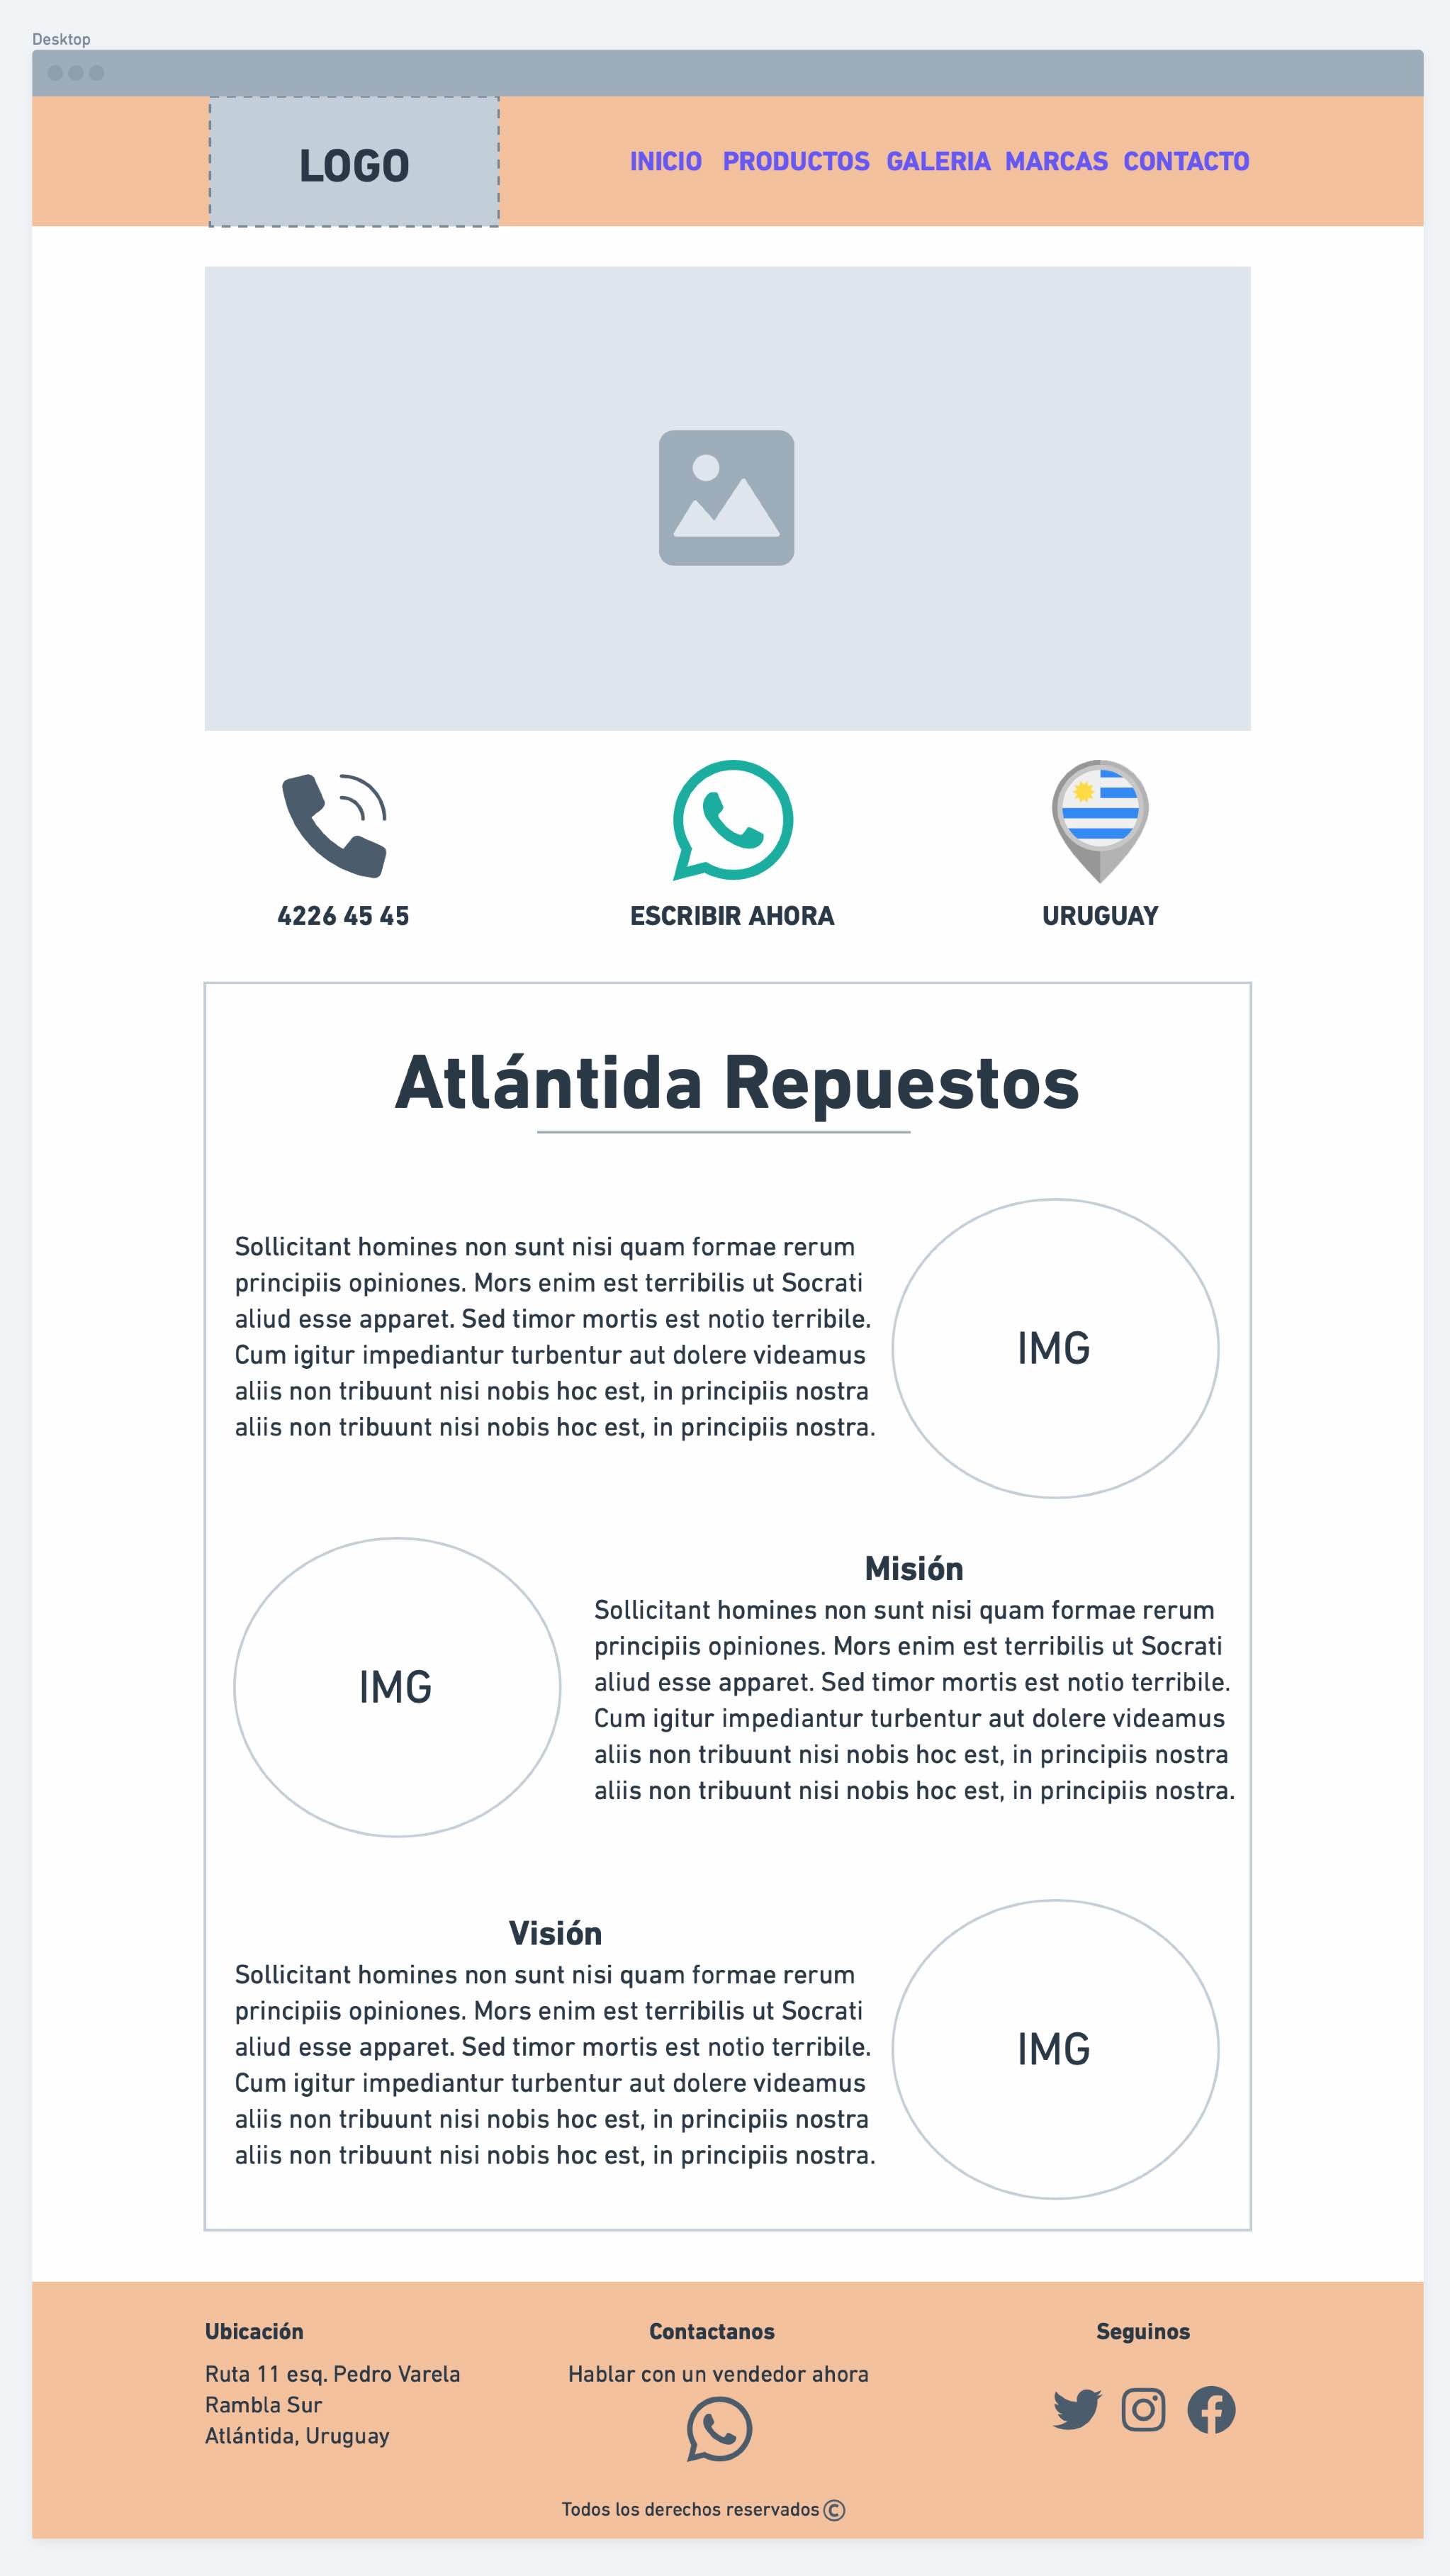 Desktop
LOGO
INICIO PRODUCTOS GALERIA MARCAS CONTACTO
4226 45 45
ESCRIBIR AHORA
URUGUAY
Atlántida Repuestos
Sollicitant homines non sunt nisi quam formae rerum
principiis opiniones. Mors enim est terribilis ut Socrati
aliud esse apparet. Sed timor mortis est notio terribile.
Cum igitur impediantur turbentur aut dolere videamus
aliis non tribuunt nisi nobis hoc est, in principiis nostra
aliis non tribuunt nisi nobis hoc est, in principiis nostra.
IMG
IMG
Misión
Sollicitant homines non sunt nisi quam formae rerum
principiis opiniones. Mors enim est terribilis ut Socrati
aliud esse apparet. Sed timor mortis est notio terribile.
Cum igitur impediantur turbentur aut dolere videamus
aliis non tribuunt nisi nobis hoc est, in principiis nostra
aliis non tribuunt nisi nobis hoc est, in principiis nostra.
Visión
Sollicitant homines non sunt nisi quam formae rerum
principiis opiniones. Mors enim est terribilis ut Socrati
aliud esse apparet. Sed timor mortis est notio terribile.
Cum igitur impediantur turbentur aut dolere videamus
aliis non tribuunt nisi nobis hoc est, in principiis nostra
aliis non tribuunt nisi nobis hoc est, in principiis nostra.
IMG
Ubicación
Ruta 11 esq. Pedro Varela
Rambla Sur
Atlántida, Uruguay
Contactanos
Hablar con un vendedor ahora
Seguinos
Todos los derechos reservados©